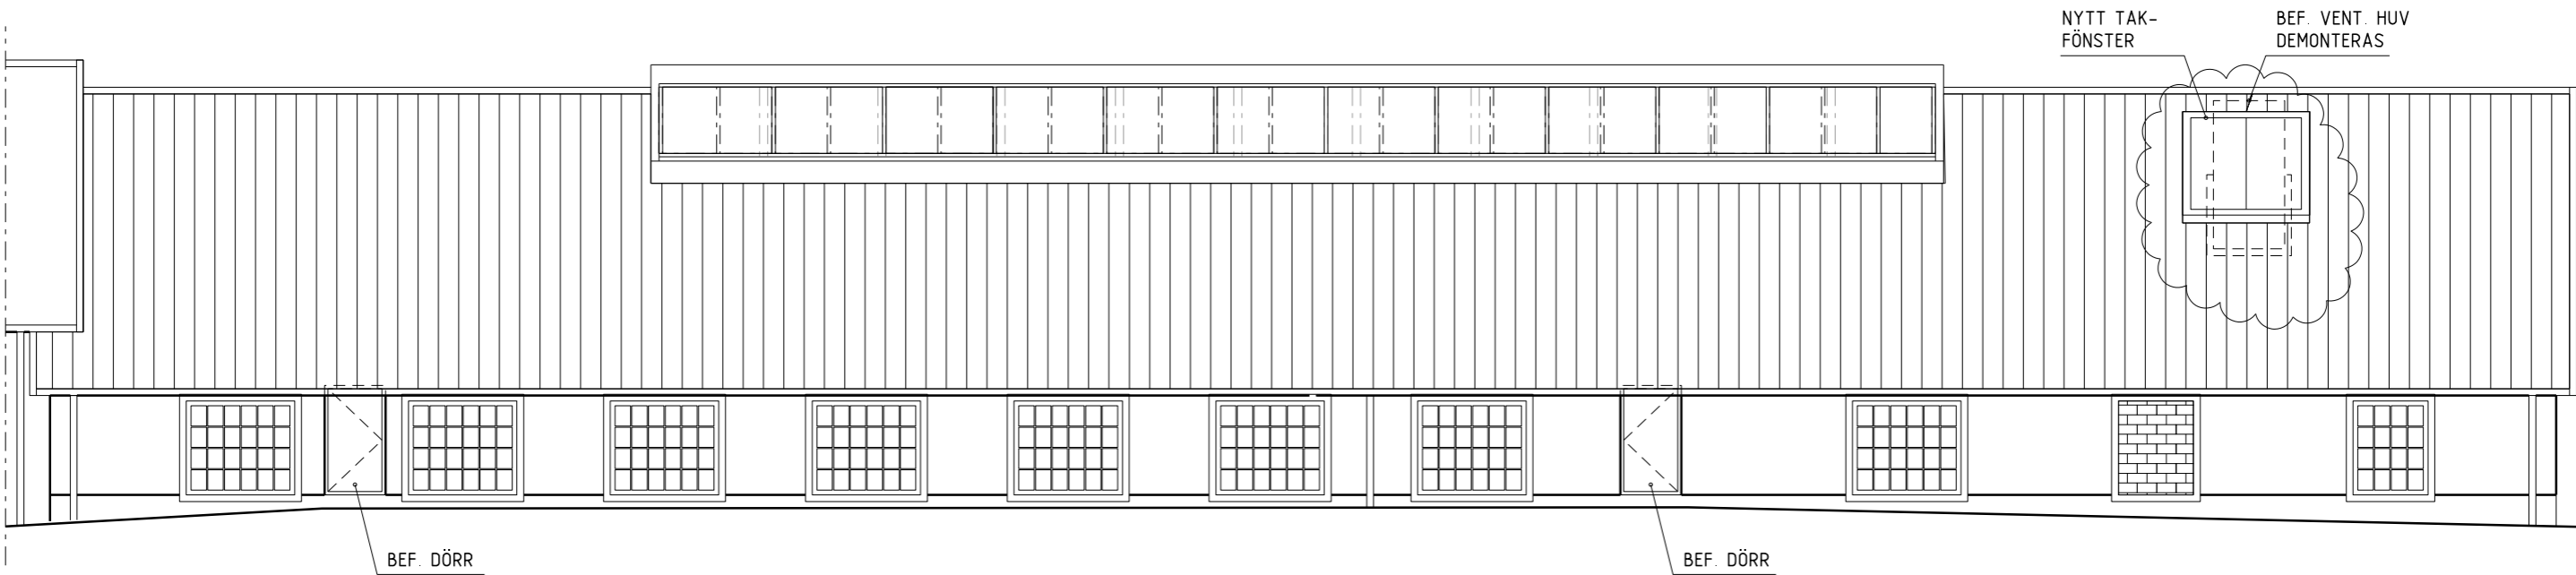 NYTT TAK-
FÖNSTER
BEF. VENT. HUV
DEMONTERAS
BEF. DÖRR
BEF. DÖRR